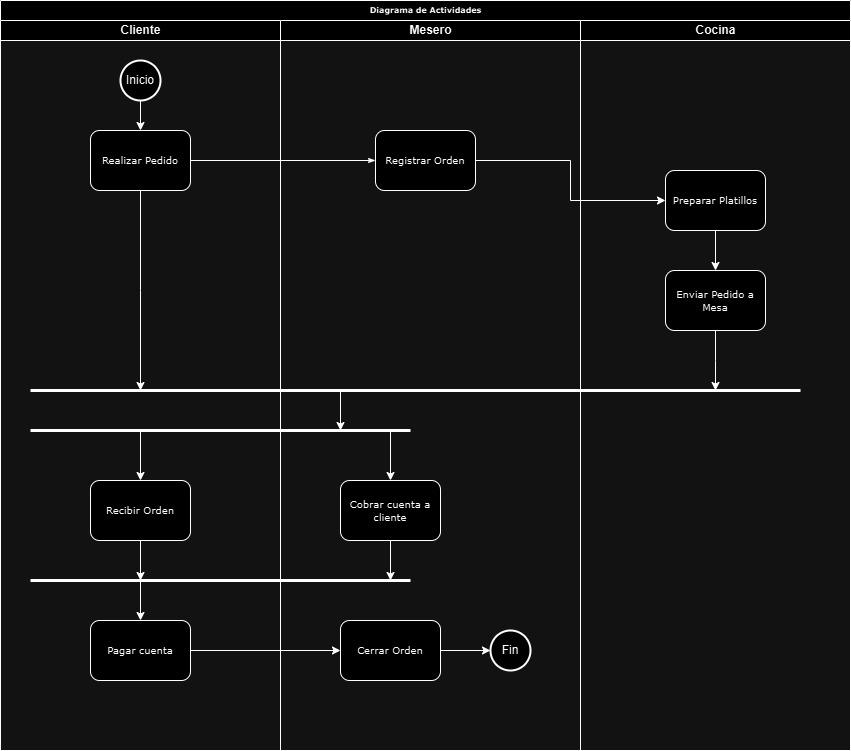 Diagrama de Actividades
Cliente
Mesero
Cocina
Inicio
Realizar Pedido
Registrar Orden
Preparar Platillos
Enviar Pedido a
Mesa
Recibir Orden
Cobrar cuenta a
cliente
Pagar cuenta
Cerrar Orden
Fin